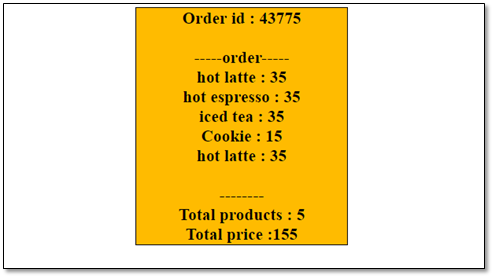 Order id : 43775
-----order-----
hot latte : 35
hot espresso : 35
iced tea : 35
Cookie : 15
hot latte : 35
--------
Total products : 5
Total price :155